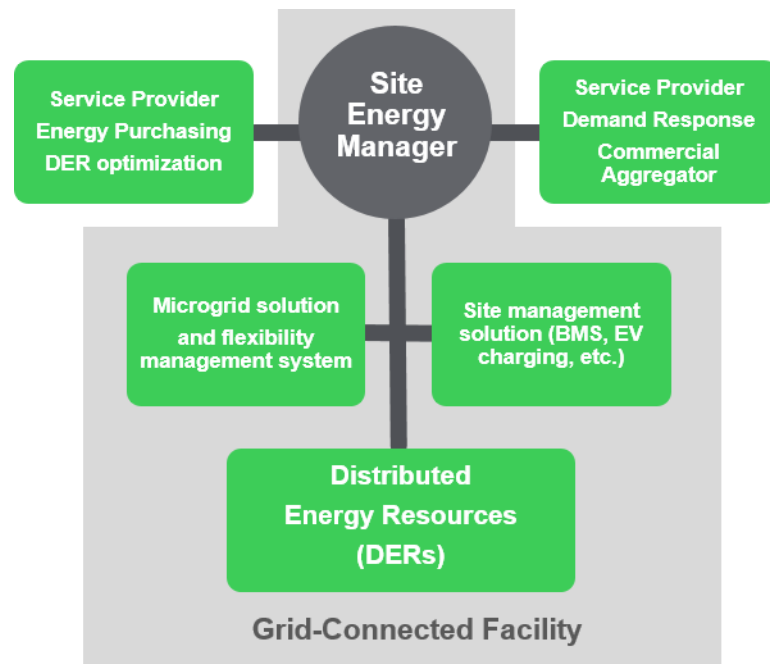 Site
Energy
Manager
Service Provider
Energy Purchasing
DER optimization
Service Provider
Demand Response
Commercial
Aggregator
Microgrid solution
and flexibility
management system
Site management
solution (BMS, EV
charging, etc.)
Distributed
Energy Resources
(DERs)
Grid-Connected Facility